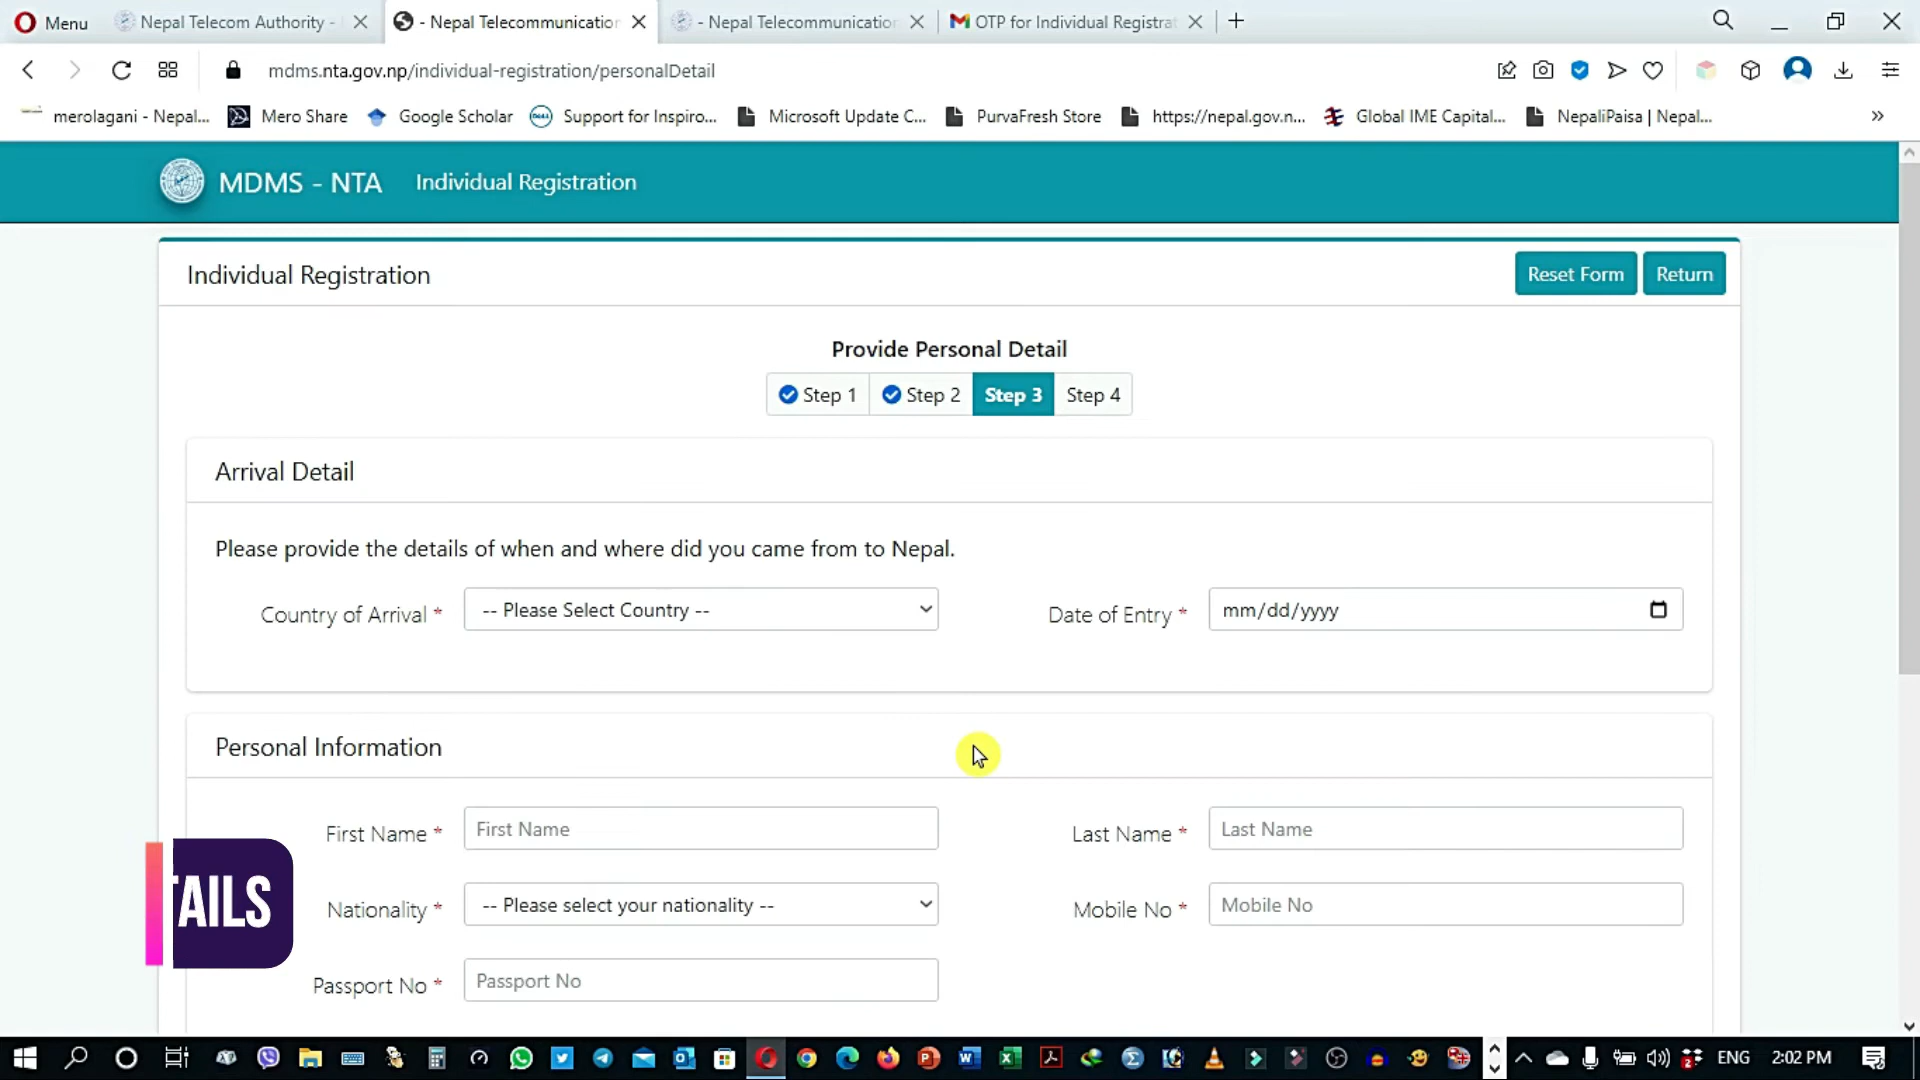 Menu
Nepal Telecom Authority -
- Nepal Telecommunication
- Nepal Telecommunication
OTP for Individual Registrat
mdms.nta.gov.np/individual-registration/personalDetail
merolagani - Nepal...
Mero Share
Google Scholar
Support for Inspiro...
Microsoft Update C...
PurvaFresh Store
https://nepal.gov.n...
Global IME Capital...
NepaliPaisa | Nepal...
MDMS - NTA
Individual Registration
Individual Registration
Reset Form
Return
Provide Personal Detail
Step 1
Step 2
Step 3
Step 4
Arrival Detail
Please provide the details of when and where did you came from to Nepal.
Country of Arrival *
-- Please Select Country --
Date of Entry *
mm/dd/yyyy
Personal Information
First Name *
First Name
Last Name *
Last Name
Nationality *
-- Please select your nationality --
Mobile No *
Mobile No
TAILS
Passport No *
Passport No
ENG
2:02 PM